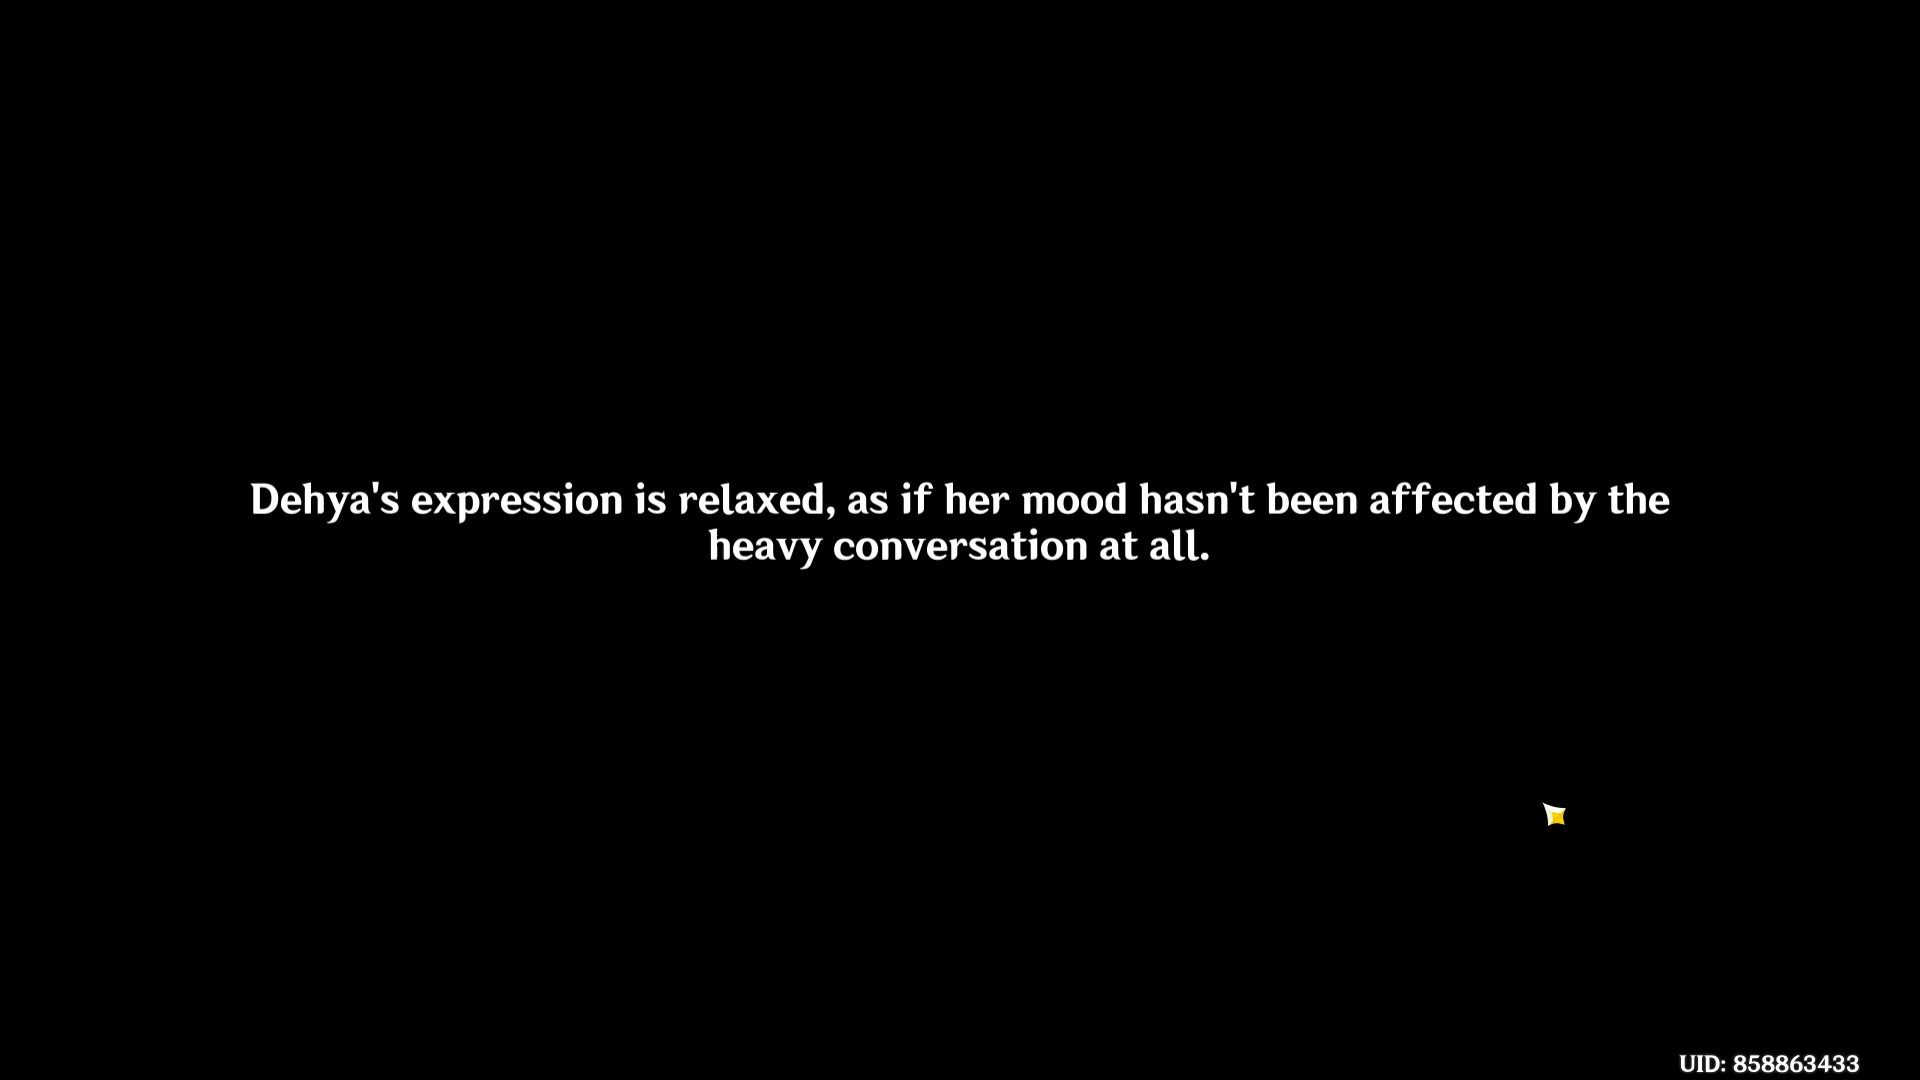 Dehya's expression is relaxed, as if her mood hasn't been affected by the
heavy conversation at all.
UID: 858863433